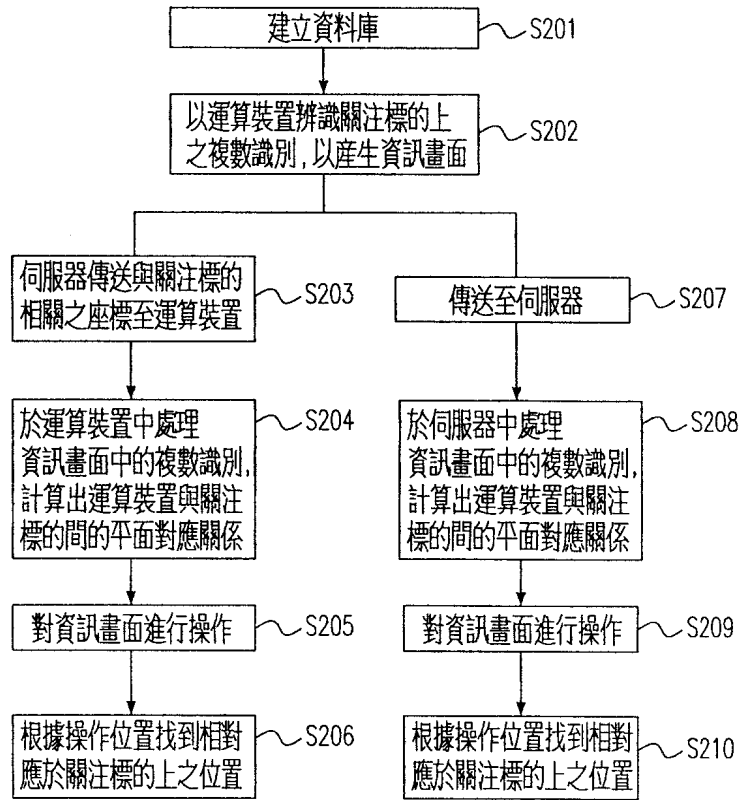 建立資料庫
S201
以運算裝置辨識關注標的上
之複數識別,以産生資訊畫面
S202
伺服器傳送與關注標的
相關之座標至運算裝置
S203
於運算裝置中處理
資訊畫面中的複數識別,
計算出運算裝置與關注
標的間的平面對應關係
S204
對資訊畫面進行操作
S205
根據操作位置找到相對
應於關注標的上之位置
S206
傳送至伺服器
S207
於伺服器中處理
資訊畫面中的複數識別,
計算出運算裝置與關注
標的間的平面對應關係
S208
對資訊畫面進行操作
S209
根據操作位置找到相對
應於關注標的上之位置
S210